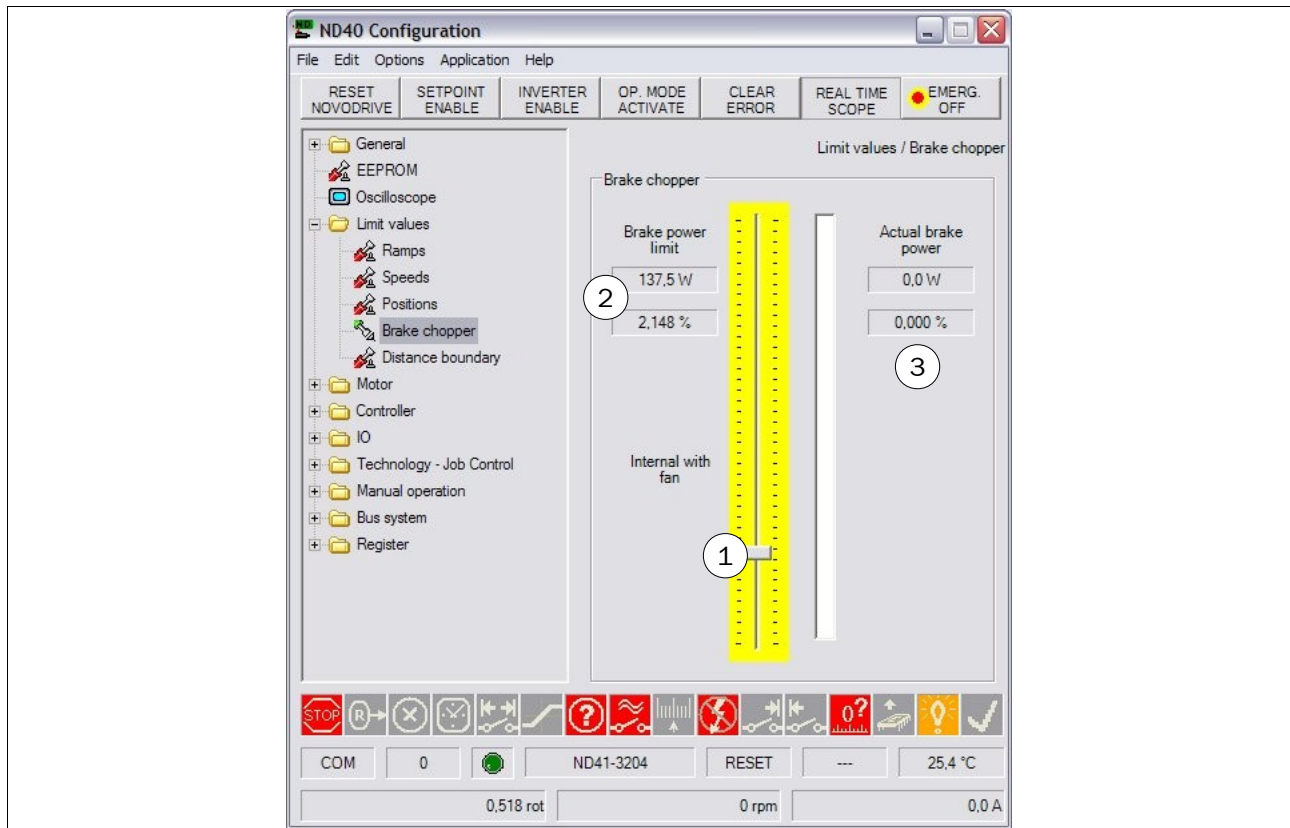 ND40 Configuration
File Edit Options Application Help
RESET NOVODRIVE
SETPOINT ENABLE
INVERTER ENABLE
OP. MODE ACTIVATE
CLEAR ERROR
REAL TIME SCOPE
EMERG. OFF
General
EEPROM
Oscilloscope
Limit values
Ramps
Speeds
Positions
Brake chopper
Distance boundary
Motor
Controller
IO
Technology - Job Control
Manual operation
Bus system
Register
Limit values / Brake chopper
Brake chopper
Brake power
limit
137,5 W
2
2,148 %
Internal with
fan
1
Actual brake
power
0,0 W
0,000 %
3
STOP
R
?
0?
COM 0 ND41-3204 RESET --- 25,4 °C
0,518 rot 0 rpm 0,0 A